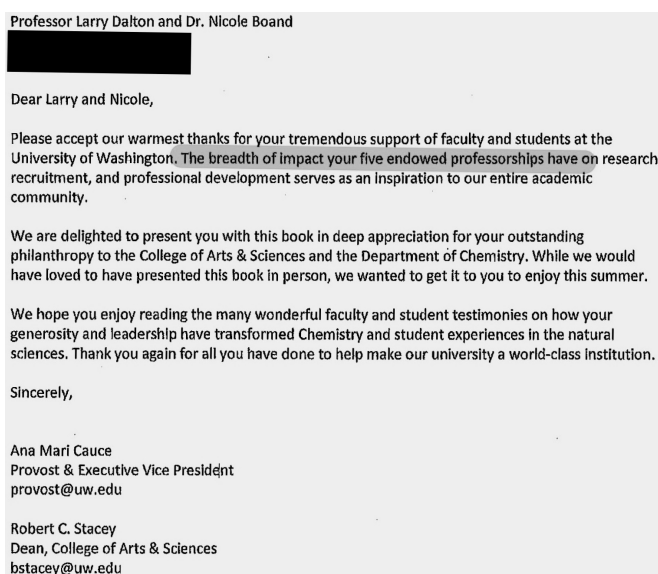 Professor Larry Dalton and Dr. Nicole Boand
Dear Larry and Nicole,
Please accept our warmest thanks for your tremendous support of faculty and students at the
University of Washington. The breadth of impact your five endowed professorships have on research
recruitment, and professional development serves as an inspiration to our entire academic
community.
We are delighted to present you with this book in deep appreciation for your outstanding
philanthropy to the College of Arts & Sciences and the Department of Chemistry. While we would
have loved to have presented this book in person, we wanted to get it to you to enjoy this summer.
We hope you enjoy reading the many wonderful faculty and student testimonies on how your
generosity and leadership have transformed Chemistry and student experiences in the natural
sciences. Thank you again for all you have done to help make our university a world-class institution.
Sincerely,
Ana Mari Cauce
Provost & Executive Vice President
provost@uw.edu
Robert C. Stacey
Dean, College of Arts & Sciences
bstacey@uw.edu